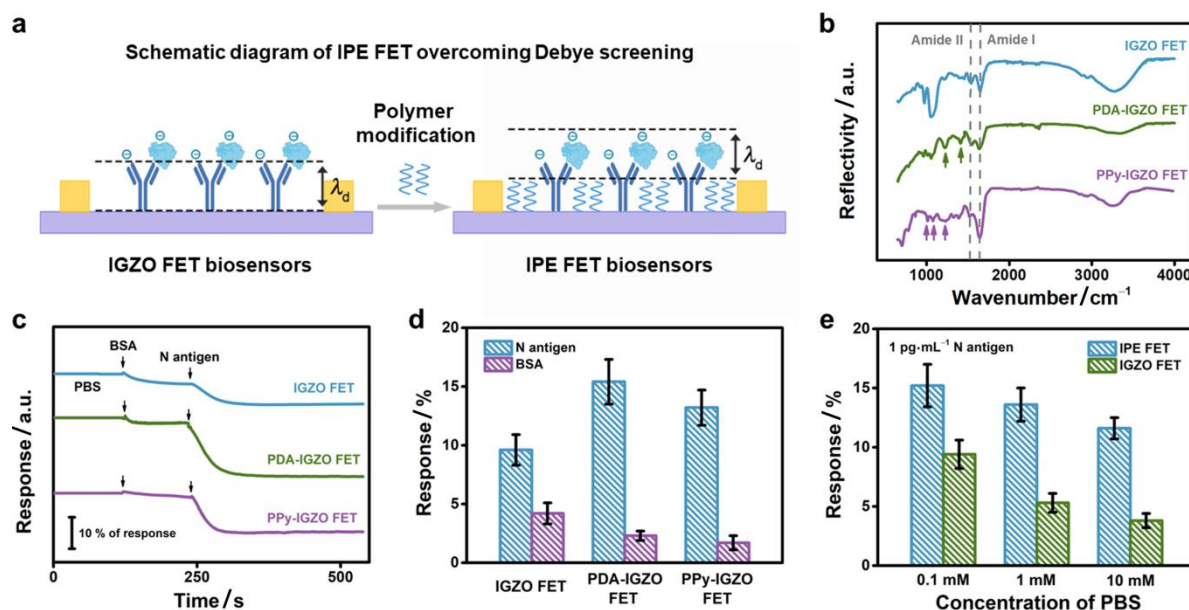 a
Schematic diagram of IPE FET overcoming Debye screening
Polymer
modification
λd
λd
IGZO FET biosensors
IPE FET biosensors
b
Amide II
Amide I
IGZO FET
PDA-IGZO FET
PPy-IGZO FET
Reflectivity / a.u.
1000 2000 3000 4000
Wavenumber / cm⁻¹
c
BSA
N antigen
PBS
IGZO FET
PDA-IGZO FET
PPy-IGZO FET
10 % of response
Response / a.u.
0 250 500
Time / s
d
N antigen
BSA
Response / %
20
15
10
5
0
IGZO FET
PDA-IGZO
FET
PPy-IGZO
FET
e
1 pg·mL⁻¹ N antigen
IPE FET
IGZO FET
Response / %
20
15
10
5
0
0.1 mM 1 mM 10 mM
Concentration of PBS